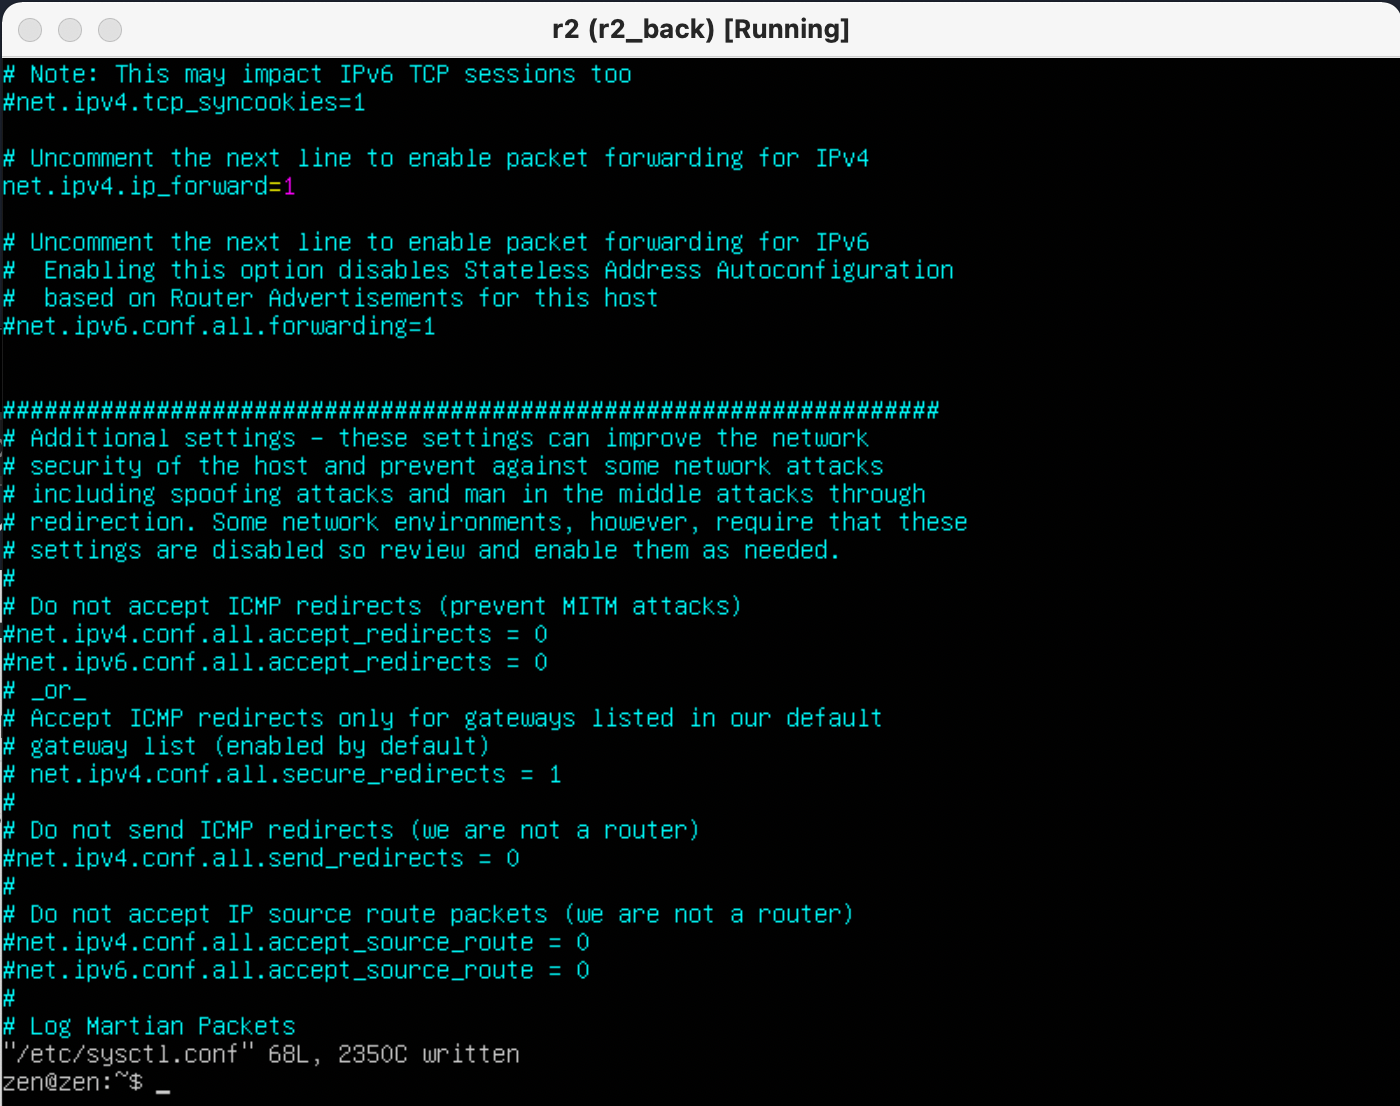 r2 (r2_back) [Running]
# Note: This may impact IPv6 TCP sessions too
#net.ipv4.tcp_syncookies=1
# Uncomment the next line to enable packet forwarding for IPv4
net.ipv4.ip_forward=1
# Uncomment the next line to enable packet forwarding for IPv6
#  Enabling this option disables Stateless Address Autoconfiguration
#  based on Router Advertisements for this host
#net.ipv6.conf.all.forwarding=1
###################################################################
# Additional settings – these settings can improve the network
# security of the host and prevent against some network attacks
# including spoofing attacks and man in the middle attacks through
# redirection. Some network environments, however, require that these
# settings are disabled so review and enable them as needed.
#
# Do not accept ICMP redirects (prevent MITM attacks)
#net.ipv4.conf.all.accept_redirects = 0
#net.ipv6.conf.all.accept_redirects = 0
# _or_
# Accept ICMP redirects only for gateways listed in our default
# gateway list (enabled by default)
# net.ipv4.conf.all.secure_redirects = 1
#
# Do not send ICMP redirects (we are not a router)
#net.ipv4.conf.all.send_redirects = 0
#
# Do not accept IP source route packets (we are not a router)
#net.ipv4.conf.all.accept_source_route = 0
#net.ipv6.conf.all.accept_source_route = 0
#
# Log Martian Packets
"/etc/sysctl.conf" 68L, 2350C written
zen@zen:~$ _